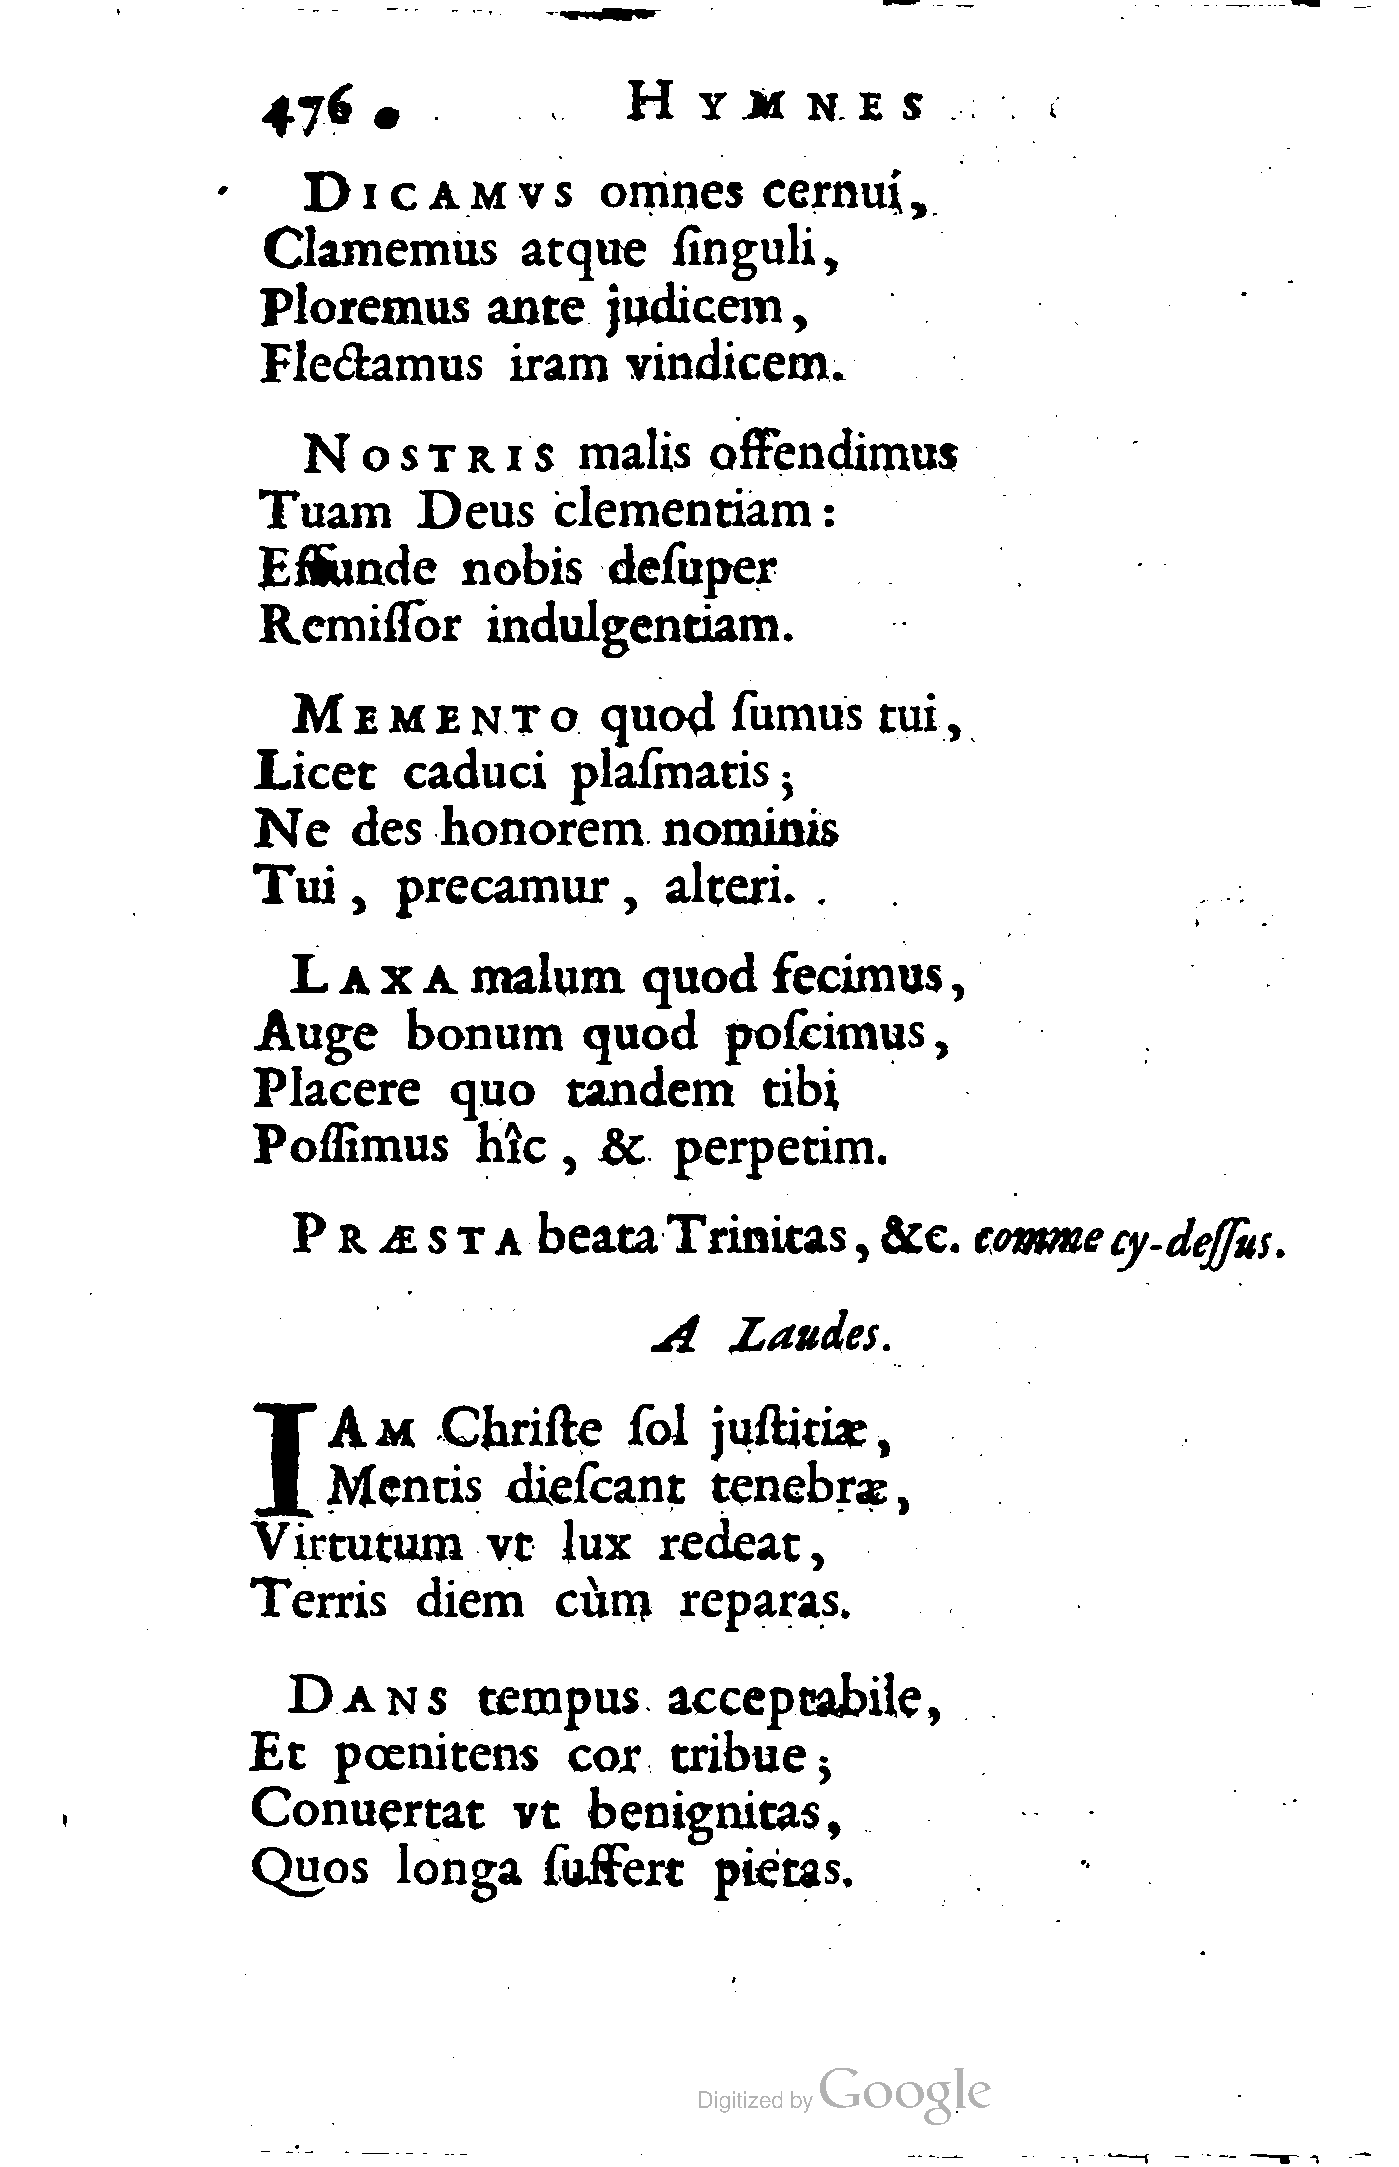 476. HYMNES
DICAMVS omnes cernui,
Clamemus atque ſinguli,
Ploremus ante judicem,
Flectamus iram vindicem.
NOSTRIS malis offendimus
Tuam Deus clementiam:
Effunde nobis deſuper
Remiſſor indulgentiam.
MEMENTO quod ſumus tui,
Licet caduci plaſmatis;
Ne des honorem nominis
Tui, precamur, alteri.
LAXA malum quod fecimus,
Auge bonum quod poſcimus,
Placere quo tandem tibi
Poſſimus hîc, & perpetim.
PRÆSTA beata Trinitas, &c. comme cy-deſſus.
A Laudes.
IAM Chriſte ſol juſtitiæ,
Mentis dieſcant tenebræ,
Virtutum vt lux redeat,
Terris diem cùm reparas.
DANS tempus acceptabile,
Et pœnitens cor tribue;
Conuertat vt benignitas,
Quos longa ſuffert pietas.
Digitized by Google